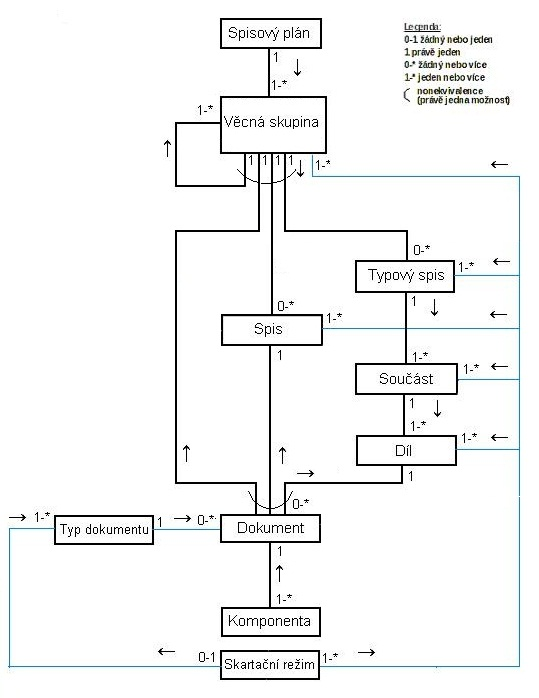 Legenda:
0-1 žádný nebo jeden
1 právě jeden
0-* žádný nebo více
1-* jeden nebo více
nonekvivalence
(právě jedna možnost)
Spisový plán
1
1-*
1-*
Věcná skupina
1 1 1 1
1-*
0-*
Typový spis
1-*
1
0-*
Spis
1-*
1
1-*
Součást
1-*
1
1-*
Díl
1-*
1
0-*
1-*
Typ dokumentu
1
0-*
Dokument
1
1-*
Komponenta
0-1
Skartační režim
1-*